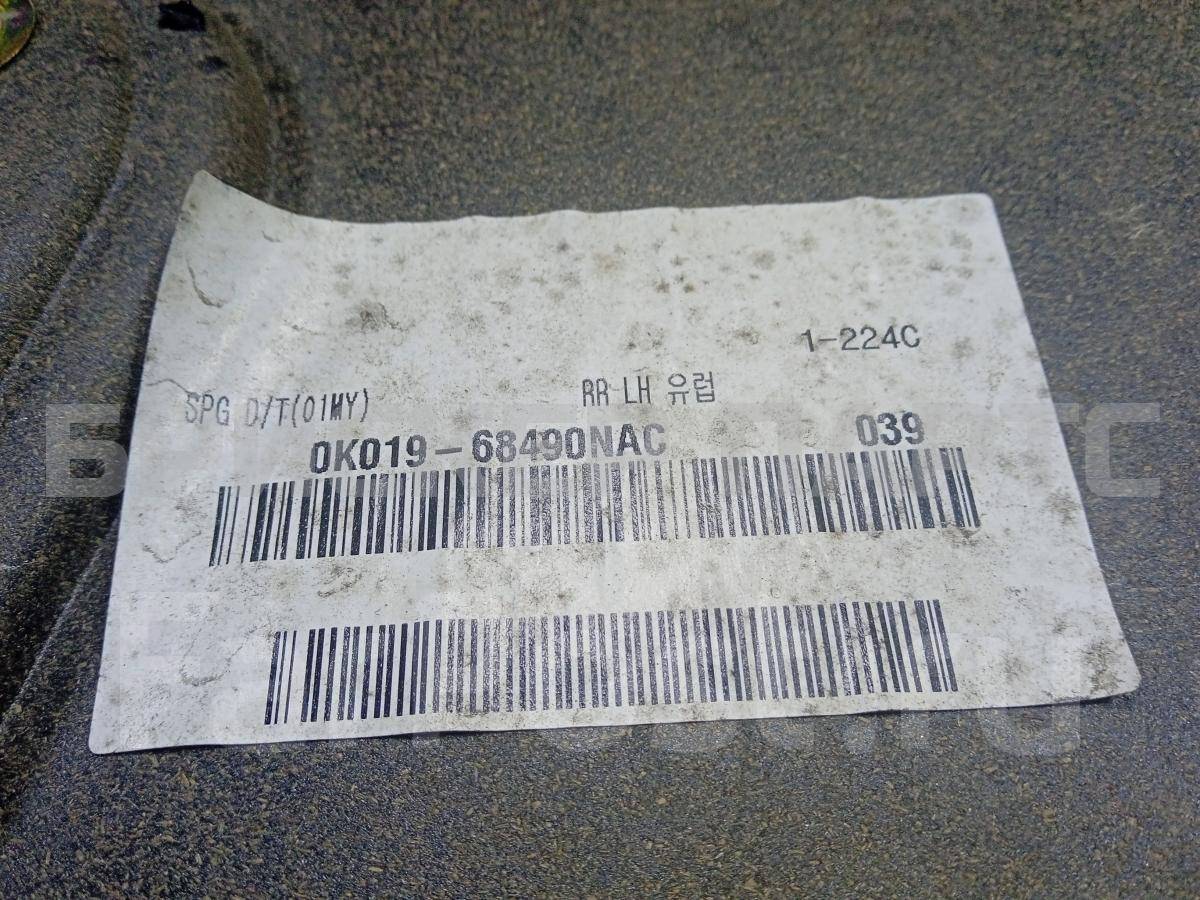 1-224C
SPG D/T(01MY) RR LH 유럽
0K019-68490NAC 039